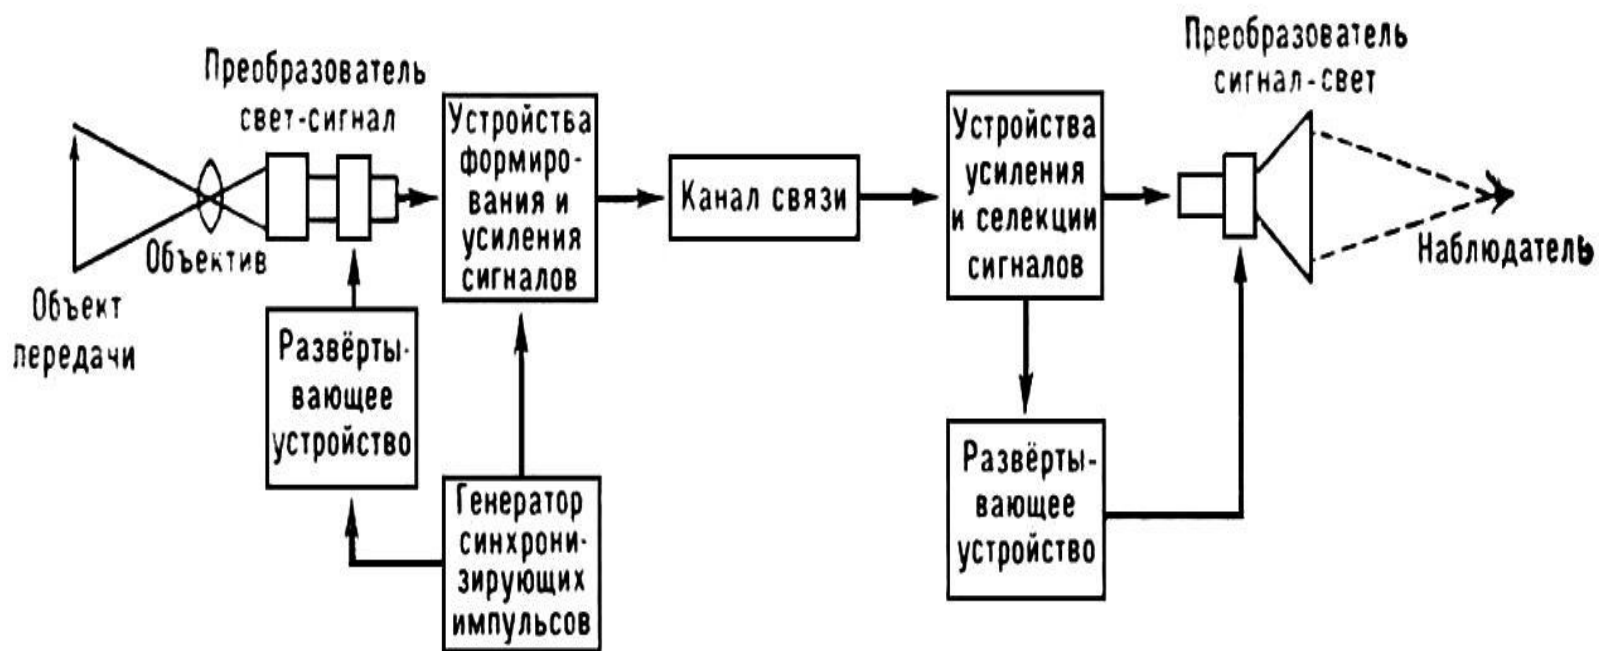 Преобразователь
свет-сигнал
Объектив
Объект
передачи
Развёрты-
вающее
устройство
Устройства
формиро-
вания и
усиления
сигналов
Генератор
синхрони-
зирующих
импульсов
Канал связи
Устройства
усиления
и селекции
сигналов
Развёрты-
вающее
устройство
Преобразователь
сигнал-свет
Наблюдатель